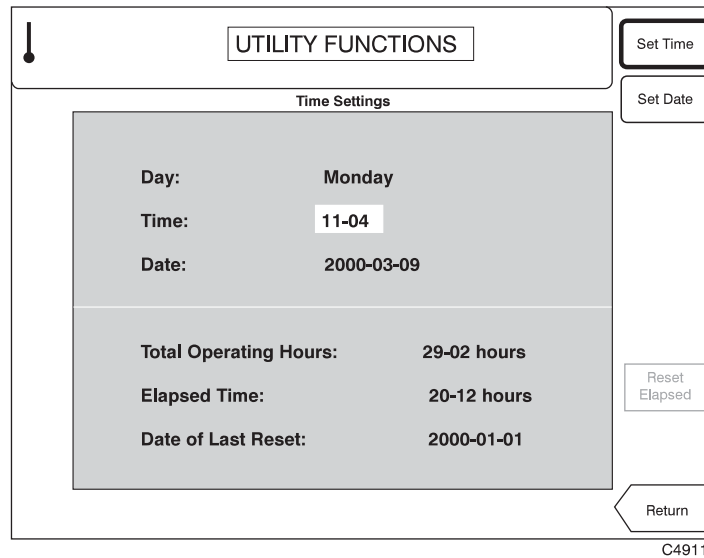 UTILITY FUNCTIONS
Set Time
Time Settings
Set Date
Day: Monday
Time: 11-04
Date: 2000-03-09
Total Operating Hours: 29-02 hours
Elapsed Time: 20-12 hours
Date of Last Reset: 2000-01-01
Reset
Elapsed
Return
C4911